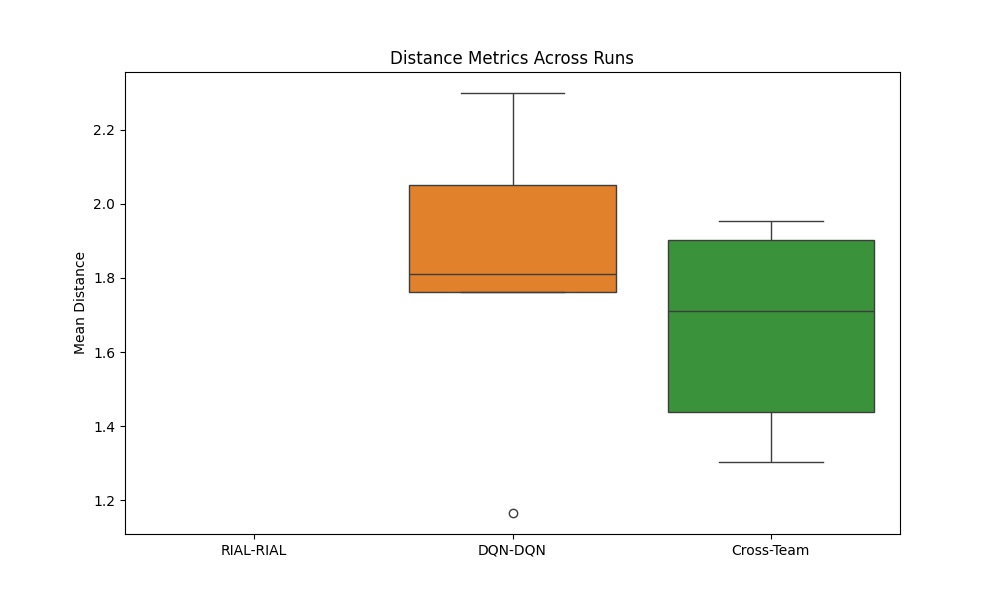 Distance Metrics Across Runs
Mean Distance
2.2
2.0
1.8
1.6
1.4
1.2
RIAL-RIAL
DQN-DQN
Cross-Team